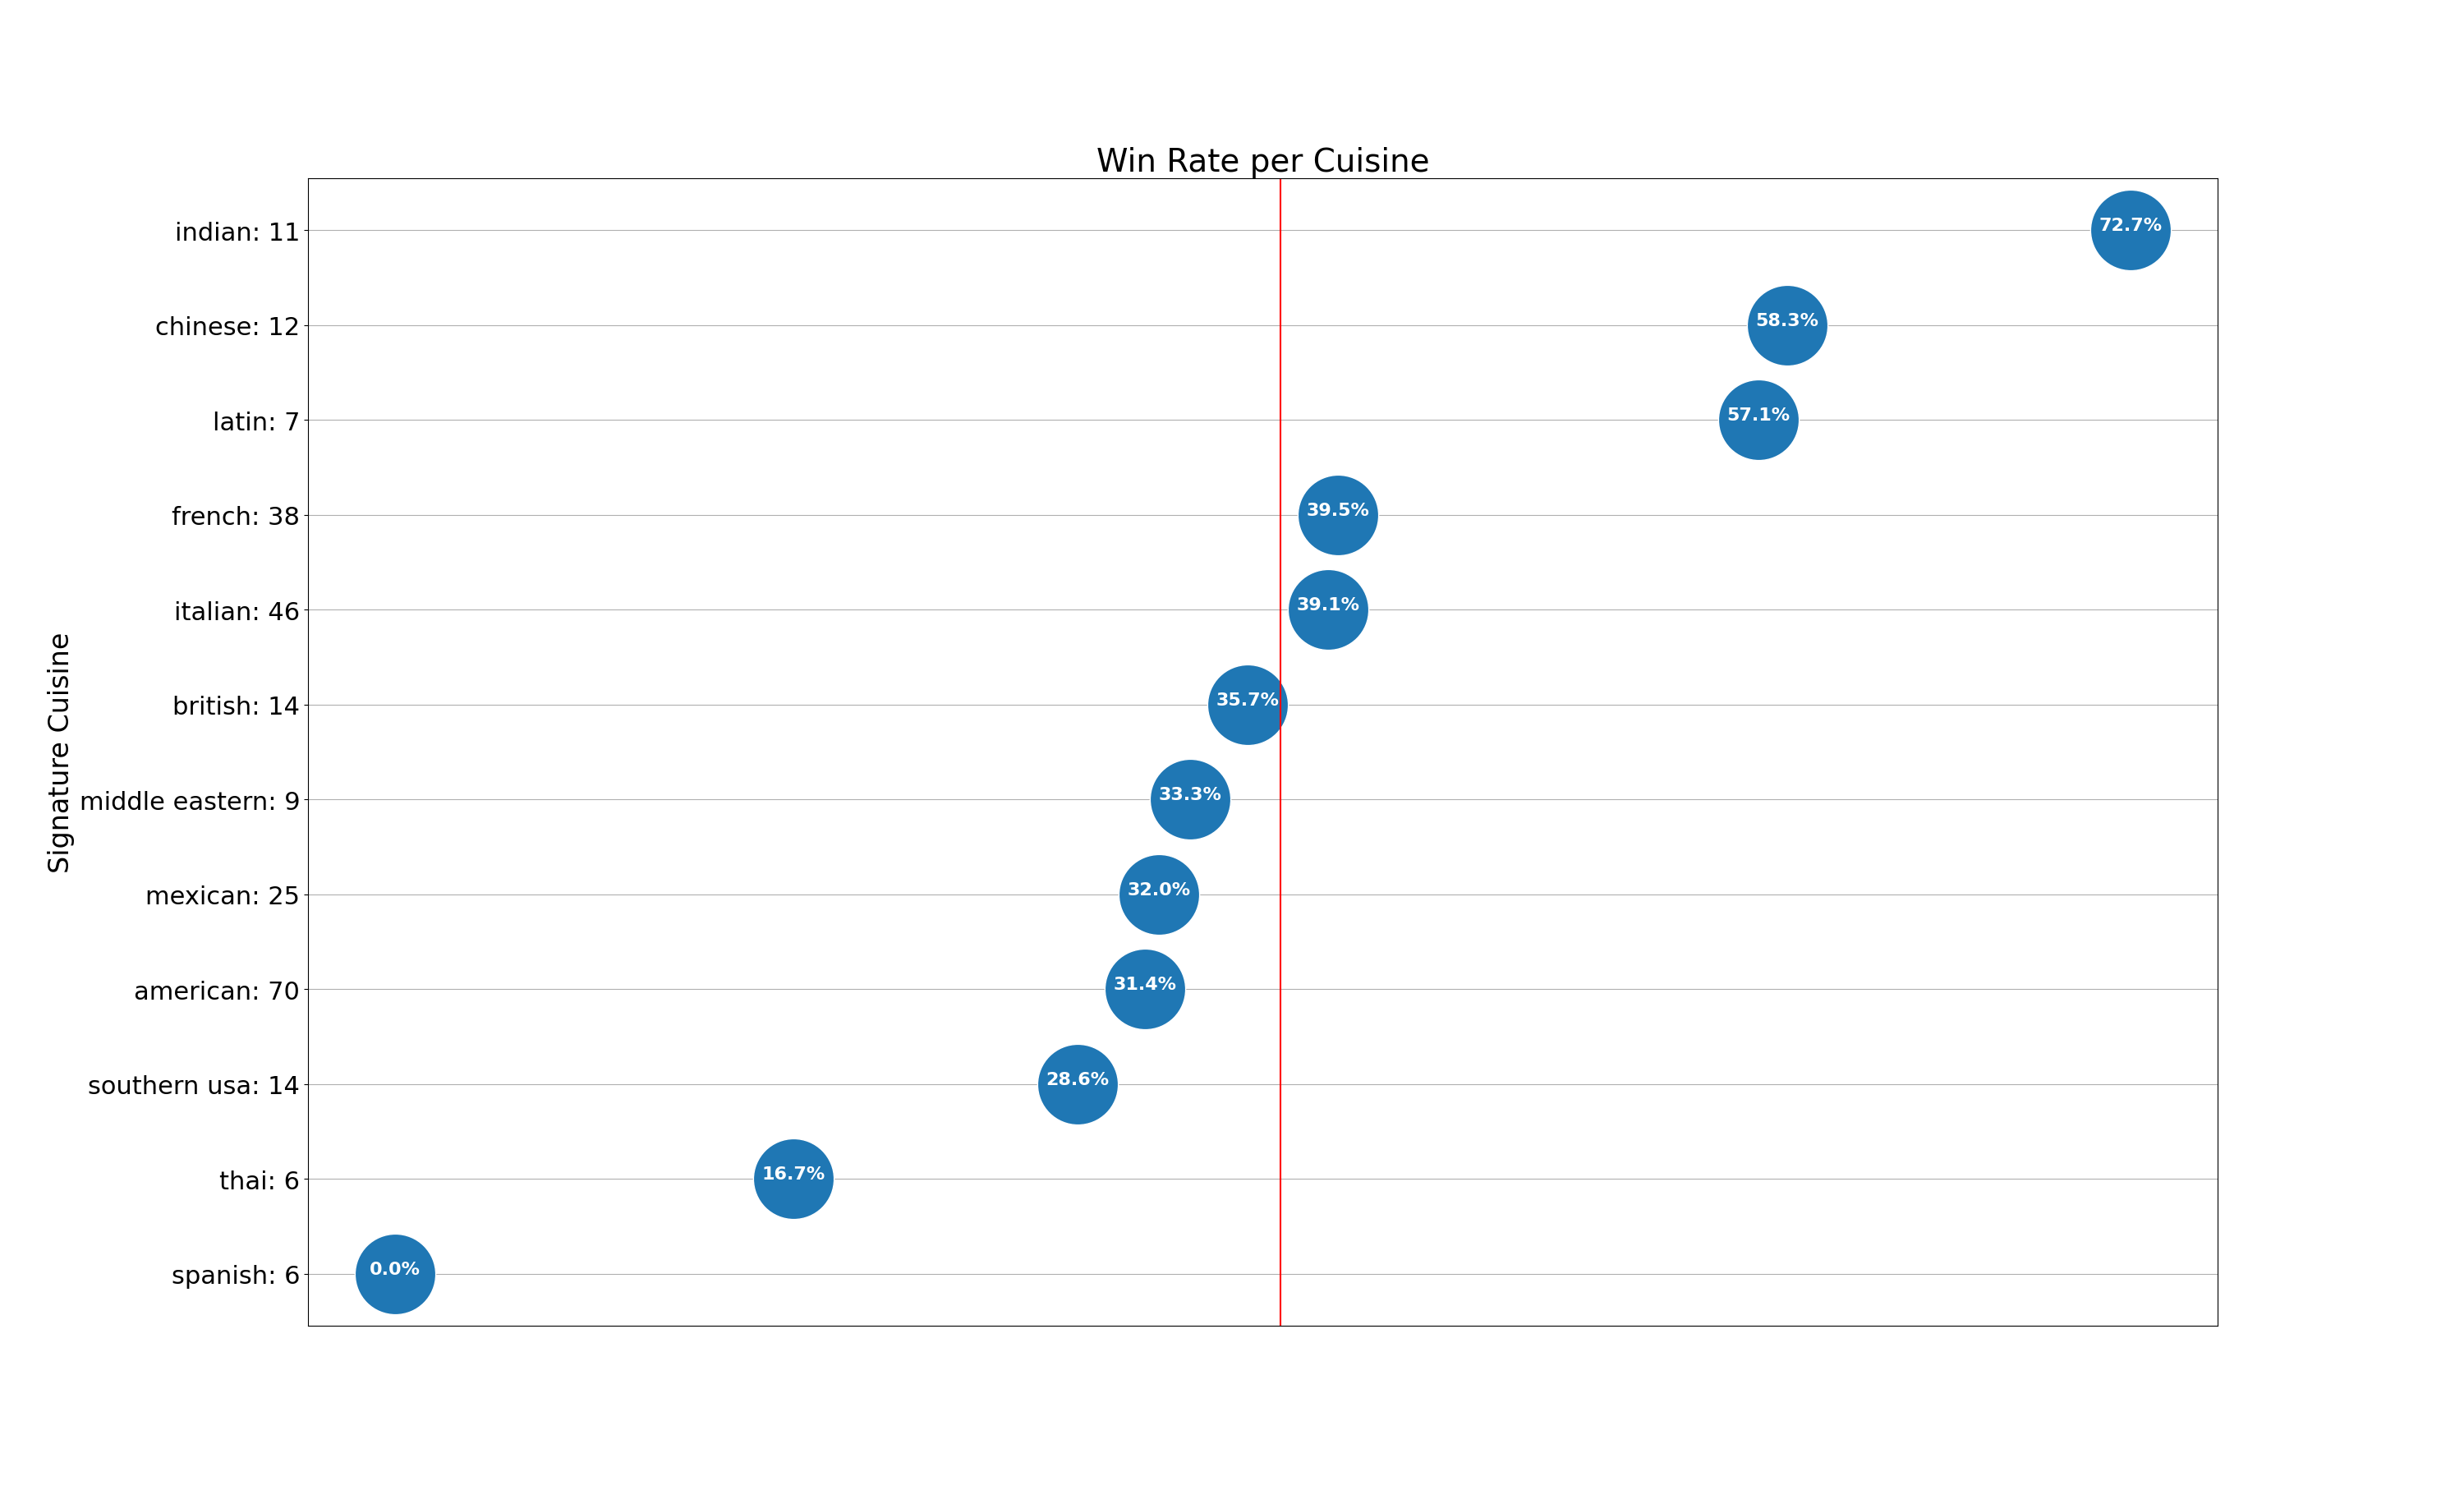 Win Rate per Cuisine
Signature Cuisine
indian: 11
72.7%
chinese: 12
58.3%
latin: 7
57.1%
french: 38
39.5%
italian: 46
39.1%
british: 14
35.7%
middle eastern: 9
33.3%
mexican: 25
32.0%
american: 70
31.4%
southern usa: 14
28.6%
thai: 6
16.7%
spanish: 6
0.0%